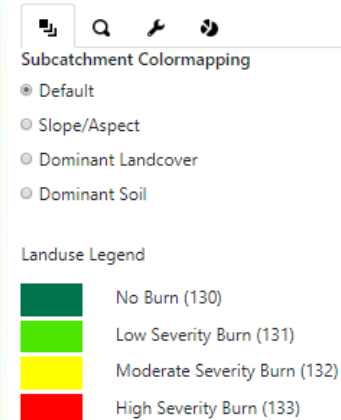 Subcatchment Colormapping
Default
Slope/Aspect
Dominant Landcover
Dominant Soil
Landuse Legend
No Burn (130)
Low Severity Burn (131)
Moderate Severity Burn (132)
High Severity Burn (133)